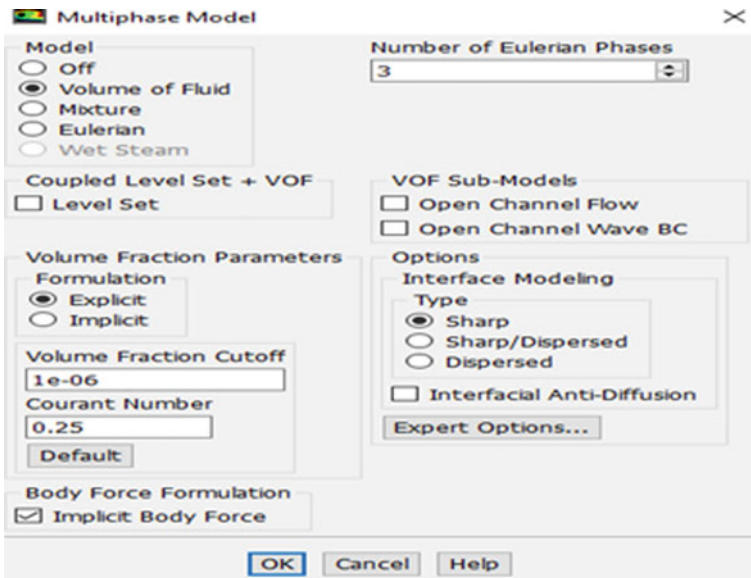 Multiphase Model
Model
Off
Volume of Fluid
Mixture
Eulerian
Wet Steam
Number of Eulerian Phases
3
Coupled Level Set + VOF
Level Set
VOF Sub-Models
Open Channel Flow
Open Channel Wave BC
Volume Fraction Parameters
Formulation
Explicit
Implicit
Volume Fraction Cutoff
1e-06
Courant Number
0.25
Default
Options
Interface Modeling
Type
Sharp
Sharp/Dispersed
Dispersed
Interfacial Anti-Diffusion
Expert Options...
Body Force Formulation
Implicit Body Force
OK Cancel Help